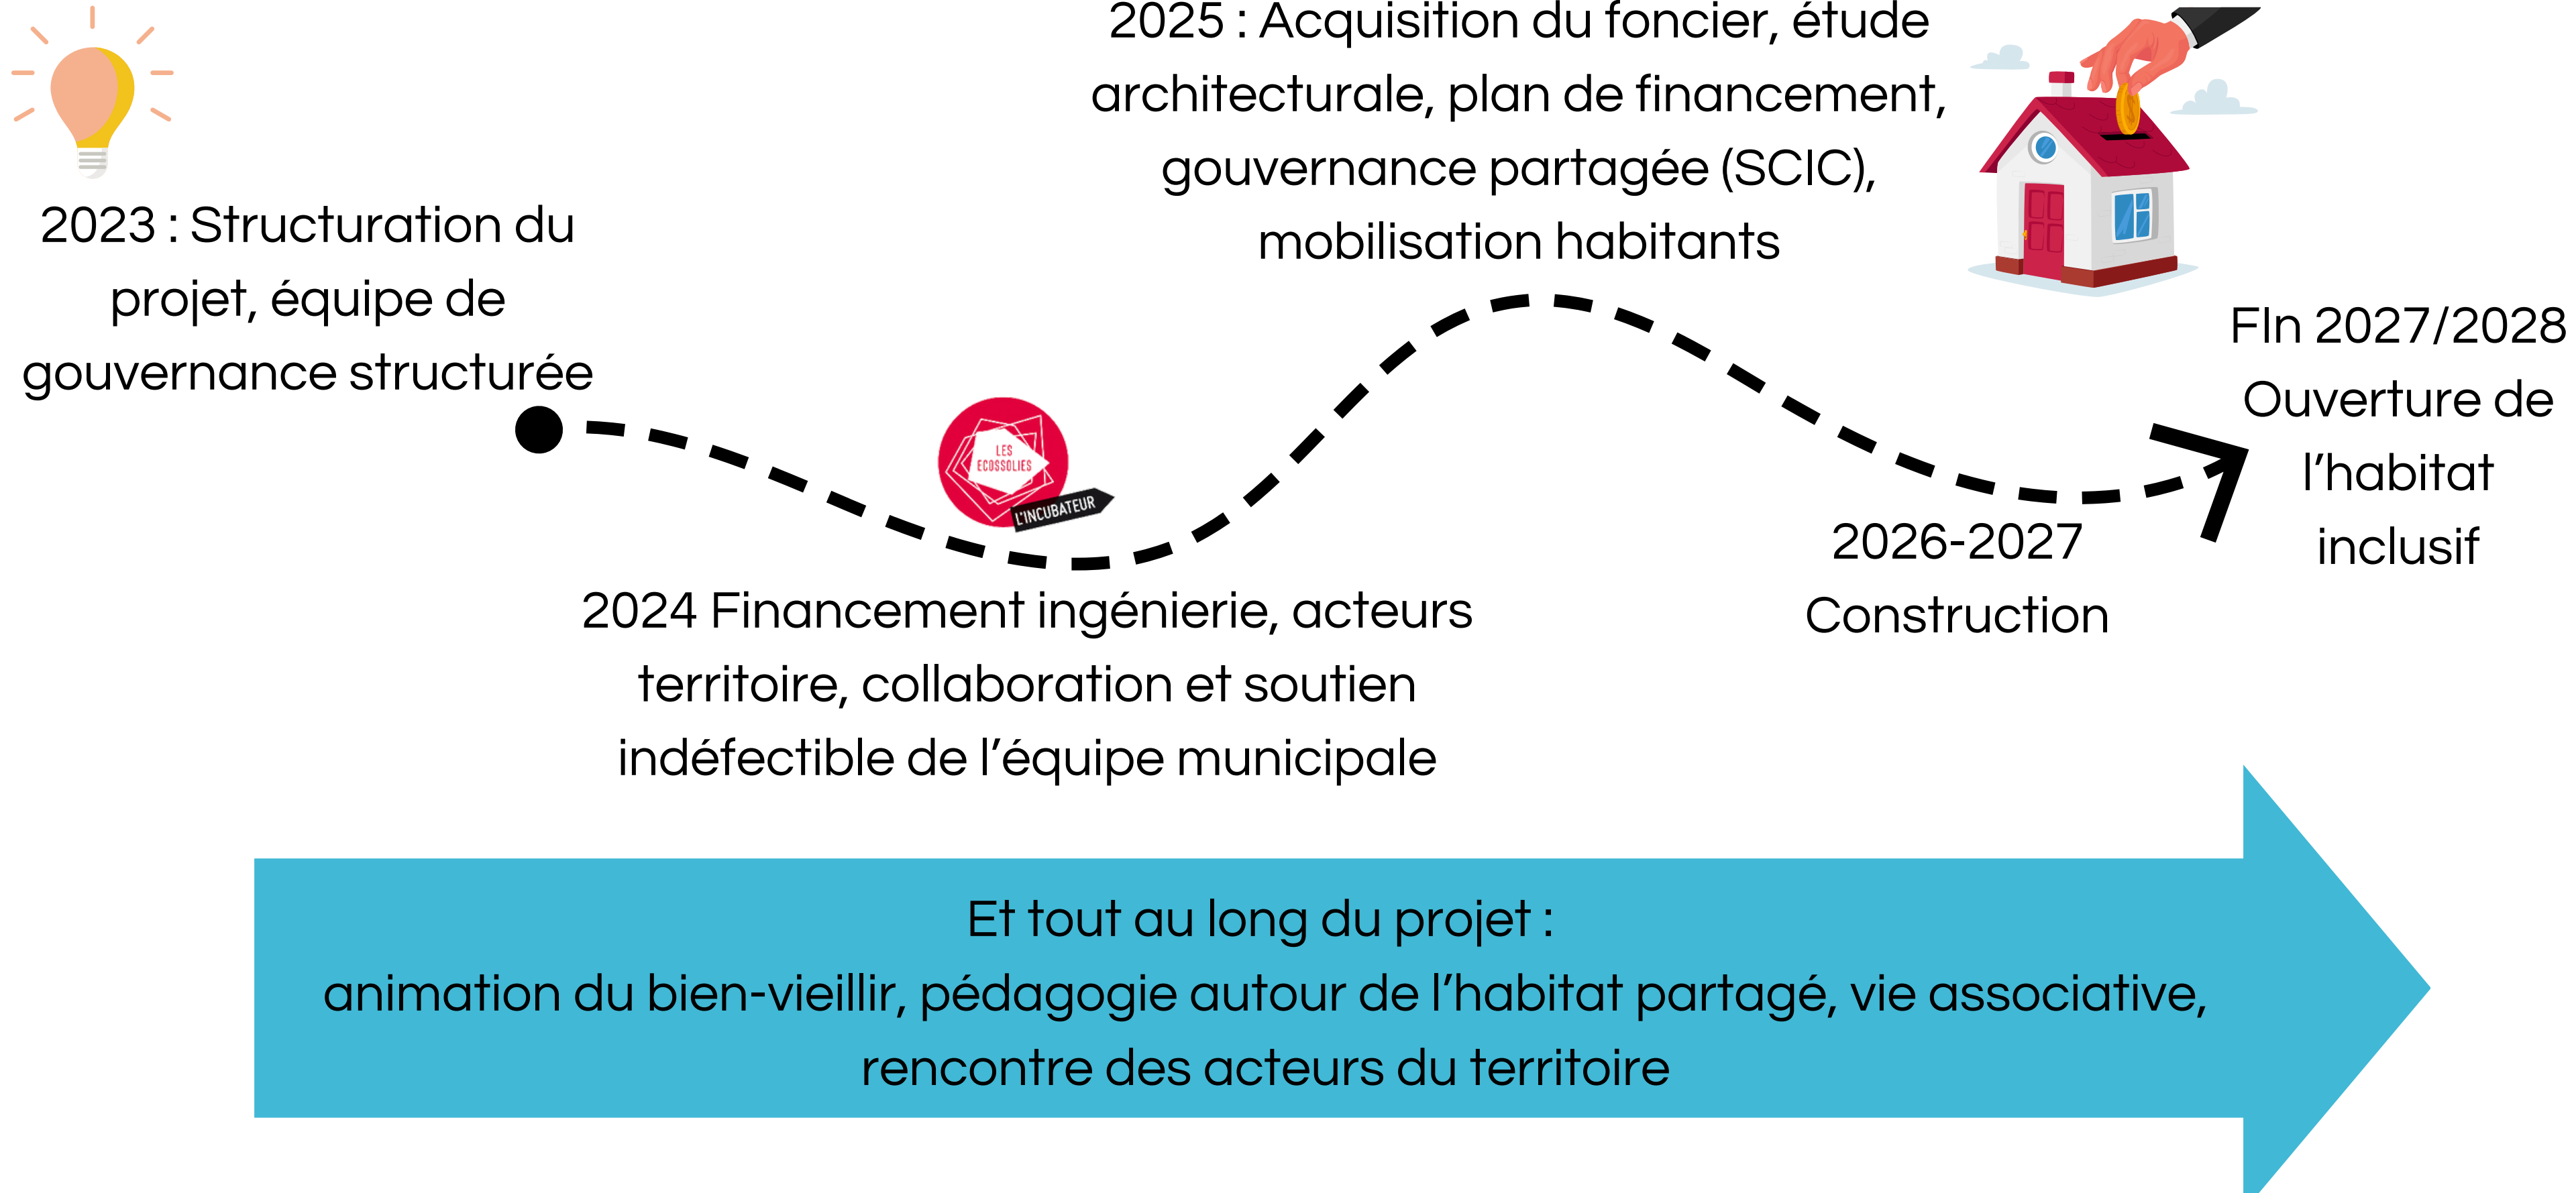 2023 : Structuration du
projet, équipe de
gouvernance structurée
LES
ECOSSOLIES
L'INCUBATEUR
2024 Financement ingénierie, acteurs
territoire, collaboration et soutien
indéfectible de l'équipe municipale
2025 : Acquisition du foncier, étude
architecturale, plan de financement,
gouvernance partagée (SCIC),
mobilisation habitants
2026-2027
Construction
FIn 2027/2028
Ouverture de
l'habitat
inclusif
Et tout au long du projet :
animation du bien-vieillir, pédagogie autour de l'habitat partagé, vie associative,
rencontre des acteurs du territoire